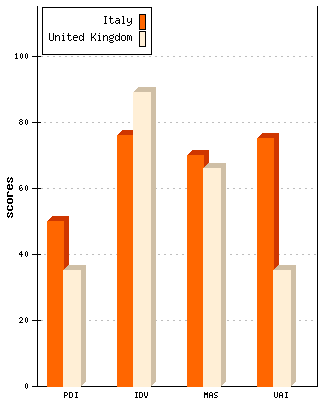 Italy
United Kingdom
100
80
60
40
20
0
scores
PDI IDV MAS UAI